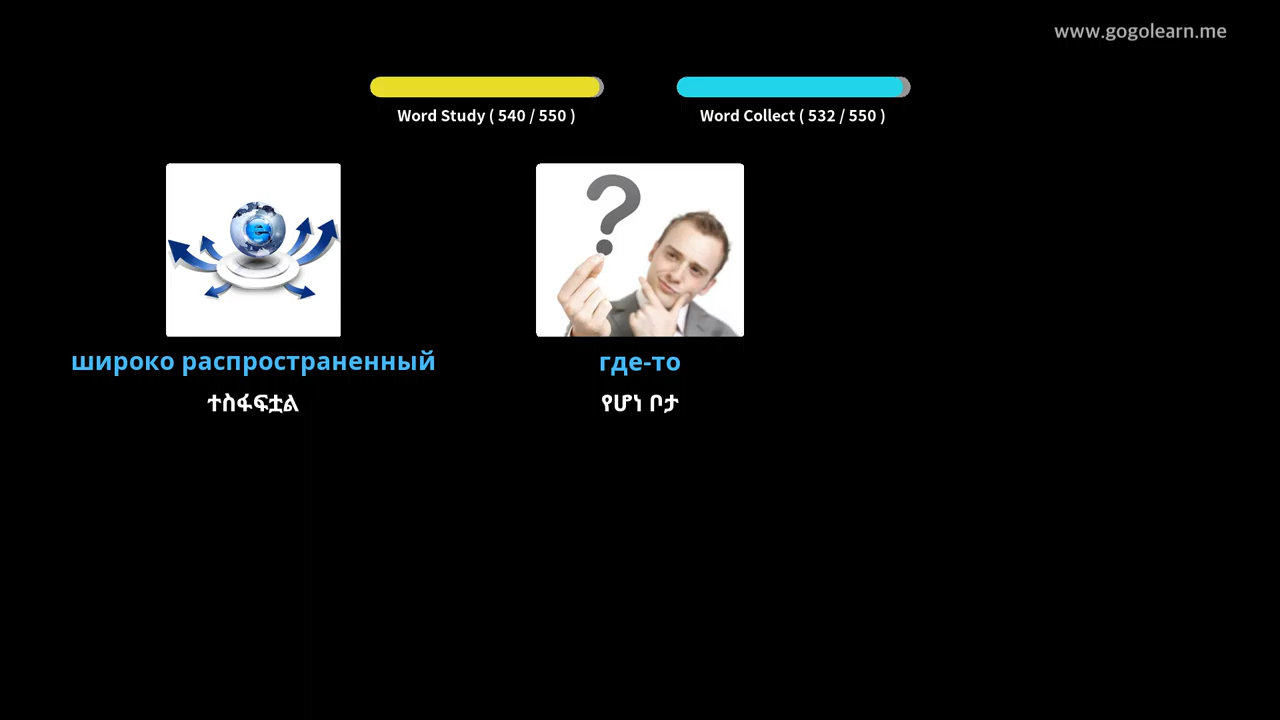 www.gogolearn.me
Word Study ( 540 / 550 )
Word Collect ( 532 / 550 )
e
широко распространенный
где-то
ተስፋፍቷል
የሆነ ቦታ